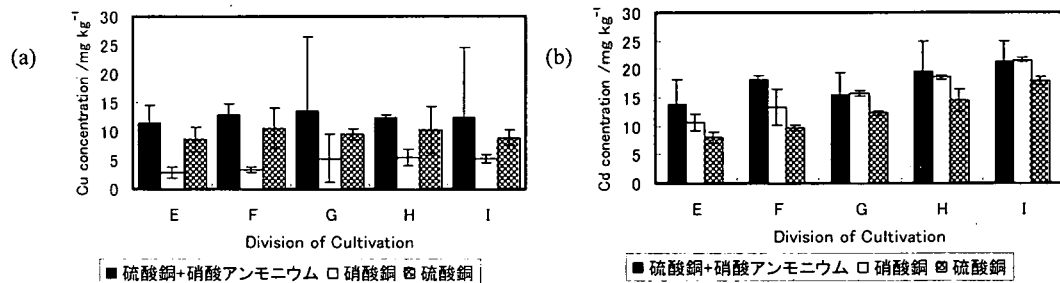 (a)
Cu concentration /mg kg⁻¹
30
25
20
15
10
5
0
E F G H I
Division of Cultivation
■ 硫酸銅+硝酸アンモニウム □ 硝酸銅 ▨ 硫酸銅
(b)
Cd conentration /mg kg⁻¹
30
25
20
15
10
5
0
E F G H I
Division of Cultivation
■ 硫酸銅+硝酸アンモニウム □ 硝酸銅 ▨ 硫酸銅